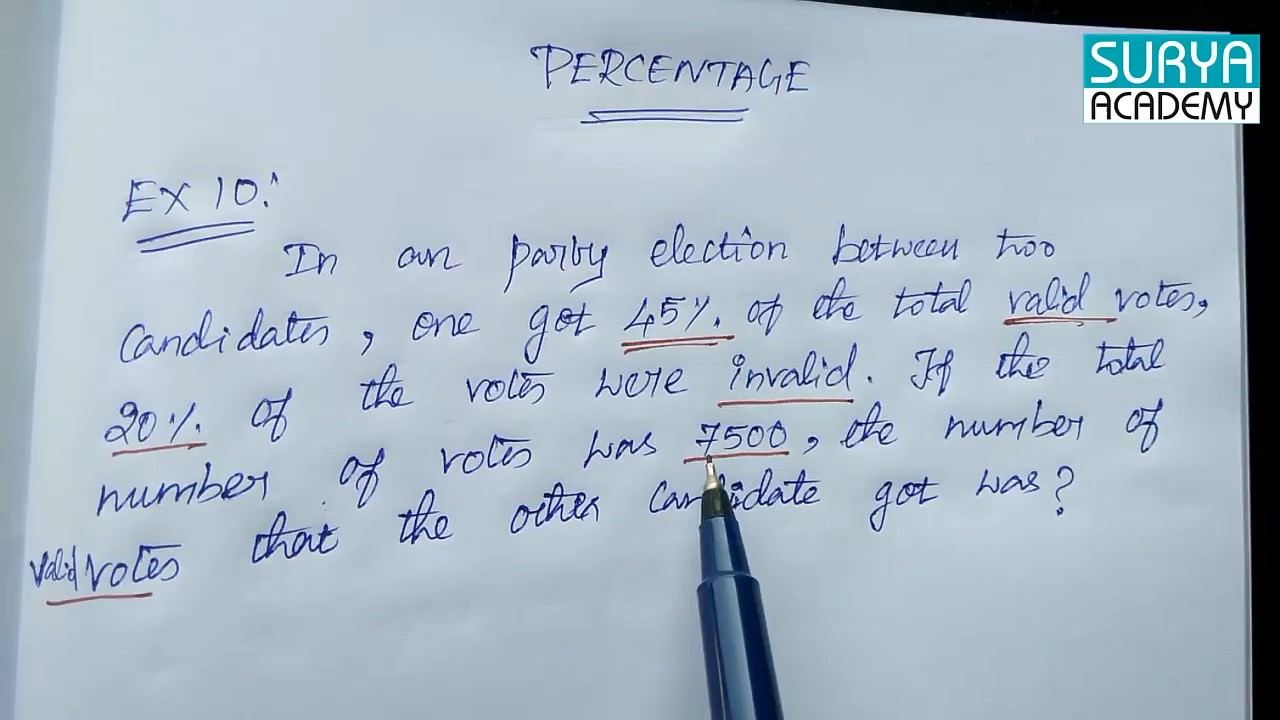 PERCENTAGE
SURYA
ACADEMY
EX 10:
In an party election between two
candidates, one got 45%. of the total valid votes,
20% of the votes were invalid. If the total
number of votes was 7500, the number of
valid votes that the other candidate got was?